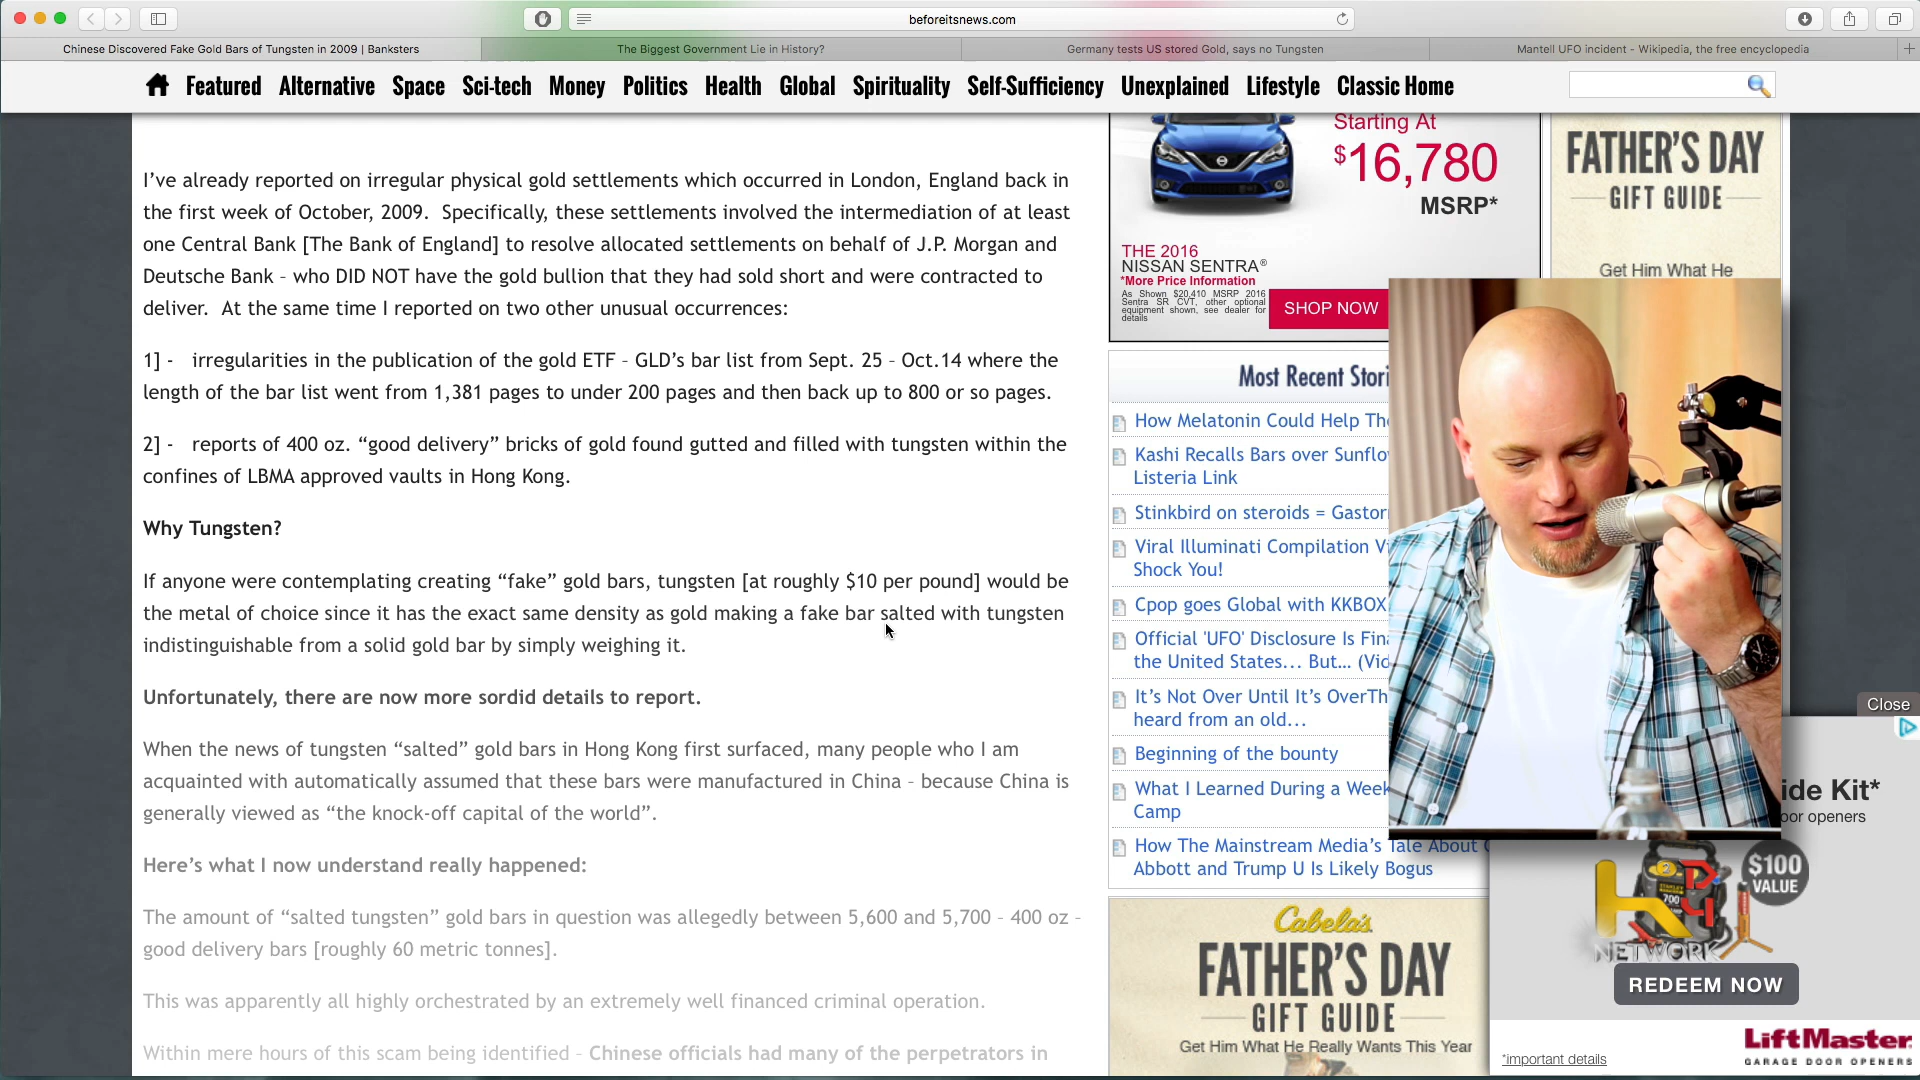 beforeitsnews.com
Chinese Discovered Fake Gold Bars of Tungsten in 2009 | Banksters
The Biggest Government Lie in History?
Germany tests US stored Gold, says no Tungsten
Mantell UFO incident - Wikipedia, the free encyclopedia
Featured Alternative Space Sci-tech Money Politics Health Global Spirituality Self-Sufficiency Unexplained Lifestyle Classic Home
I’ve already reported on irregular physical gold settlements which occurred in London, England back in
the first week of October, 2009. Specifically, these settlements involved the intermediation of at least
one Central Bank [The Bank of England] to resolve allocated settlements on behalf of J.P. Morgan and
Deutsche Bank – who DID NOT have the gold bullion that they had sold short and were contracted to
deliver. At the same time I reported on two other unusual occurrences:
1] - irregularities in the publication of the gold ETF – GLD’s bar list from Sept. 25 – Oct.14 where the
length of the bar list went from 1,381 pages to under 200 pages and then back up to 800 or so pages.
2] - reports of 400 oz. “good delivery” bricks of gold found gutted and filled with tungsten within the
confines of LBMA approved vaults in Hong Kong.
Why Tungsten?
If anyone were contemplating creating “fake” gold bars, tungsten [at roughly $10 per pound] would be
the metal of choice since it has the exact same density as gold making a fake bar salted with tungsten
indistinguishable from a solid gold bar by simply weighing it.
Unfortunately, there are now more sordid details to report.
When the news of tungsten “salted” gold bars in Hong Kong first surfaced, many people who I am
acquainted with automatically assumed that these bars were manufactured in China – because China is
generally viewed as “the knock-off capital of the world”.
Here’s what I now understand really happened:
The amount of “salted tungsten” gold bars in question was allegedly between 5,600 and 5,700 – 400 oz –
good delivery bars [roughly 60 metric tonnes].
This was apparently all highly orchestrated by an extremely well financed criminal operation.
Within mere hours of this scam being identified – Chinese officials had many of the perpetrators in
Starting At
$16,780
MSRP*
THE 2016
NISSAN SENTRA®
*More Price Information
As Shown $20,410 MSRP 2016
Sentra SR CVT, other optional
equipment shown, see dealer for
details
SHOP NOW
FATHER’S DAY
GIFT GUIDE
Get Him What He
Most Recent Stori
How Melatonin Could Help Th
Kashi Recalls Bars over Sunflo
Listeria Link
Stinkbird on steroids = Gastor
Viral Illuminati Compilation V
Shock You!
Cpop goes Global with KKBOX
Official 'UFO' Disclosure Is Fin
the United States... But... (Vid
It’s Not Over Until It’s OverTh
heard from an old...
Beginning of the bounty
What I Learned During a Week
Camp
How The Mainstream Media’s Tale About
Abbott and Trump U Is Likely Bogus
Cabela's
FATHER’S DAY
GIFT GUIDE
Get Him What He Really Wants This Year
Close
ide Kit*
oor openers
$100
VALUE
700
K
D
4
NETWORK
REDEEM NOW
LiftMaster
GARAGE DOOR OPENERS
*important details